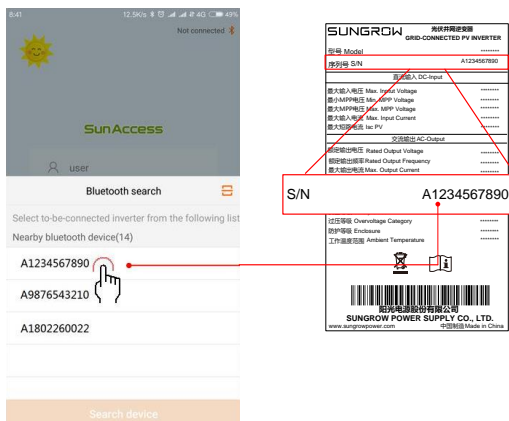 8:41
12.5K/s 4G 49%
Not connected
SunAccess
user
Bluetooth search
Select to-be-connected inverter from the following list
Nearby bluetooth device(14)
A1234567890
A9876543210
A1802260022
Search device
SUNGROW
光伏并网逆变器
GRID-CONNECTED PV INVERTER
型号 Model ********
序列号 S/N A1234567890
直流输入 DC-Input
最大输入电压 Max. Input Voltage ********
最小MPP电压 Min. MPP Voltage ********
最大MPP电压 Max. MPP Voltage ********
最大输入电流 Max. Input Current ********
最大短路电流 Isc PV ********
交流输出 AC-Output
额定输出电压 Rated Output Voltage ********
额定输出频率 Rated Output Frequency ********
最大输出电流 Max. Output Current ********
S/N A1234567890
过压等级 Overvoltage Category ********
防护等级 Enclosure ********
工作温度范围 Ambient Temperature ********
阳光电源股份有限公司
SUNGROW POWER SUPPLY CO., LTD.
www.sungrowpower.com 中国制造 Made in China